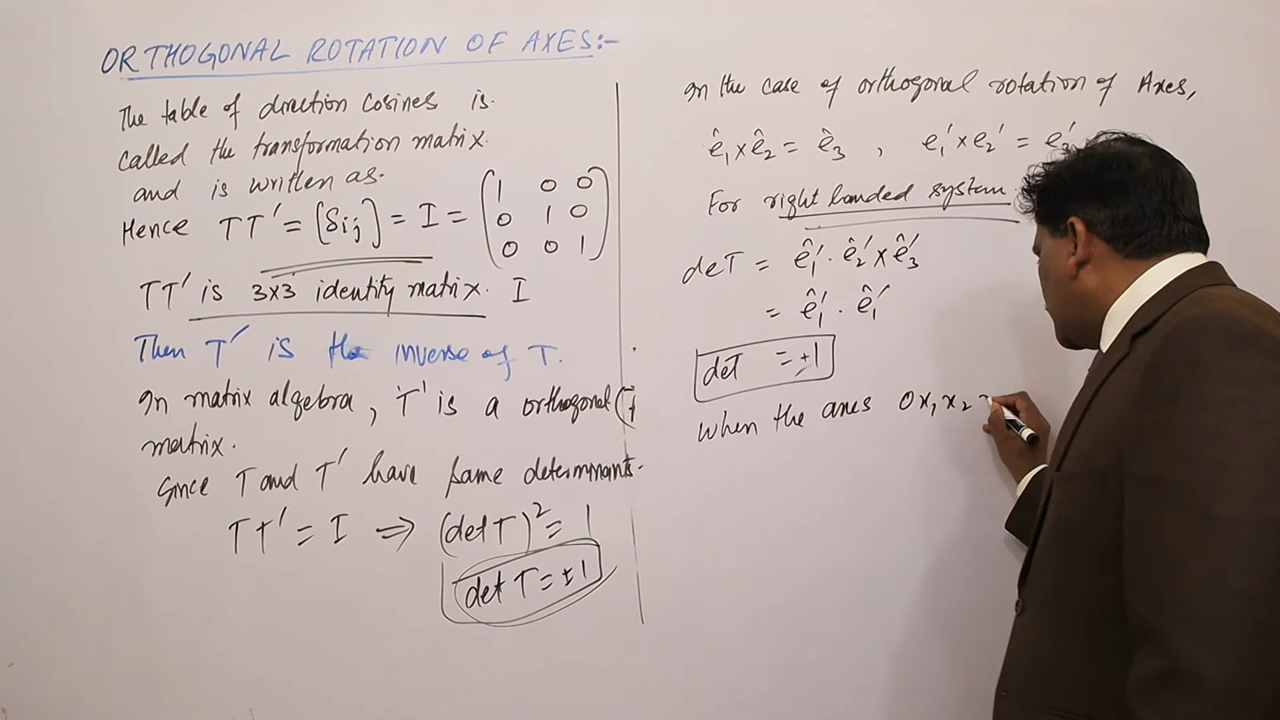 ORTHOGONAL ROTATION OF AXES:-
The table of direction Cosines is.
called the transformation matrix.
and is written as.
Hence TT' = [δij] = I = (1 0 0
0 1 0
0 0 1)
TT' is 3x3 identity matrix. I
Then T' is the inverse of T.
In matrix algebra, T' is a orthogonal
matrix.
Since T and T' have same determinants.
TT' = I ⇒ (det T)² = 1
det T = ±1
In the case of orthogonal rotation of Axes,
ê₁ x ê₂ = ê₃ , e₁' x e₂' = e₃'
For right handed system
deT = ê₁' . ê₂' x ê₃'
= ê₁' . ê₁'
deT = +1
when the axes Ox₁ x₂